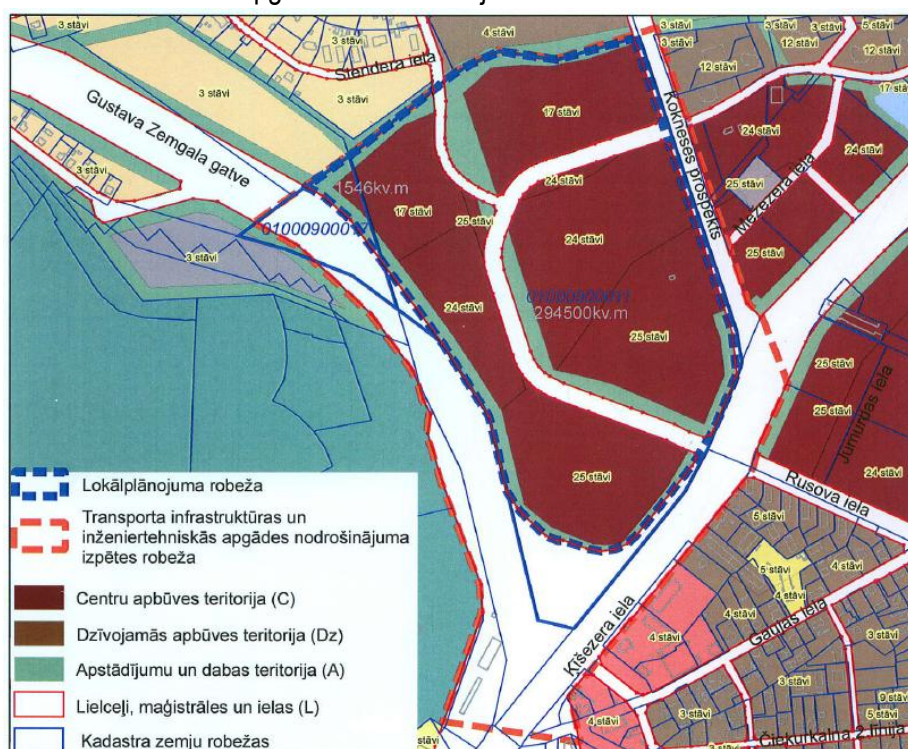 3 stāvi
3 stāvi
3 stāvi
4 stāvi
3 stāvi
3 stāvi
5 stāvi
12 stāvi
12 stāvi
12 stāvi
17 stāvi
Stendera iela
3 stāvi
3 stāvi
Gustava Zemgala gatve
17 stāvi
Kokneses prospekts
24 stāvi
24 stāvi
24 stāvi
25 stāvi
Mežezera iela
25 stāvi
3 stāvi
1546kv.m
17 stāvi
25 stāvi
01000900017
3 stāvi
24 stāvi
24 stāvi
01000900011
294500kv.m
24 stāvi
25 stāvi
25 stāvi
25 stāvi
Jumurdas iela
24 stāvi
25 stāvi
Rusova iela
5 stāvi
5 stāvi
4 stāvi
4 stāvi
4 stāvi
Gaujas iela
4 stāvi
Ķīšezera iela
3 stāvi
3 stāvi
3 stāvi
9 stāvi
5 stāvi
4 stāvi
stāvi
Čiekurkalna 2.līnija
Lokālplānojuma robeža
Transporta infrastruktūras un
inženiertehniskās apgādes nodrošinājuma
izpētes robeža
Centru apbūves teritorija (C)
Dzīvojamās apbūves teritorija (Dz)
Apstādījumu un dabas teritorija (A)
Lielceļi, maģistrāles un ielas (L)
Kadastra zemju robežas